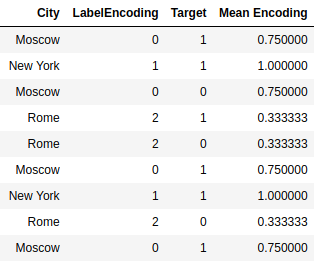 City LabelEncoding Target Mean Encoding
Moscow 0 1 0.750000
New York 1 1 1.000000
Moscow 0 0 0.750000
Rome 2 1 0.333333
Rome 2 0 0.333333
Moscow 0 1 0.750000
New York 1 1 1.000000
Rome 2 0 0.333333
Moscow 0 1 0.750000